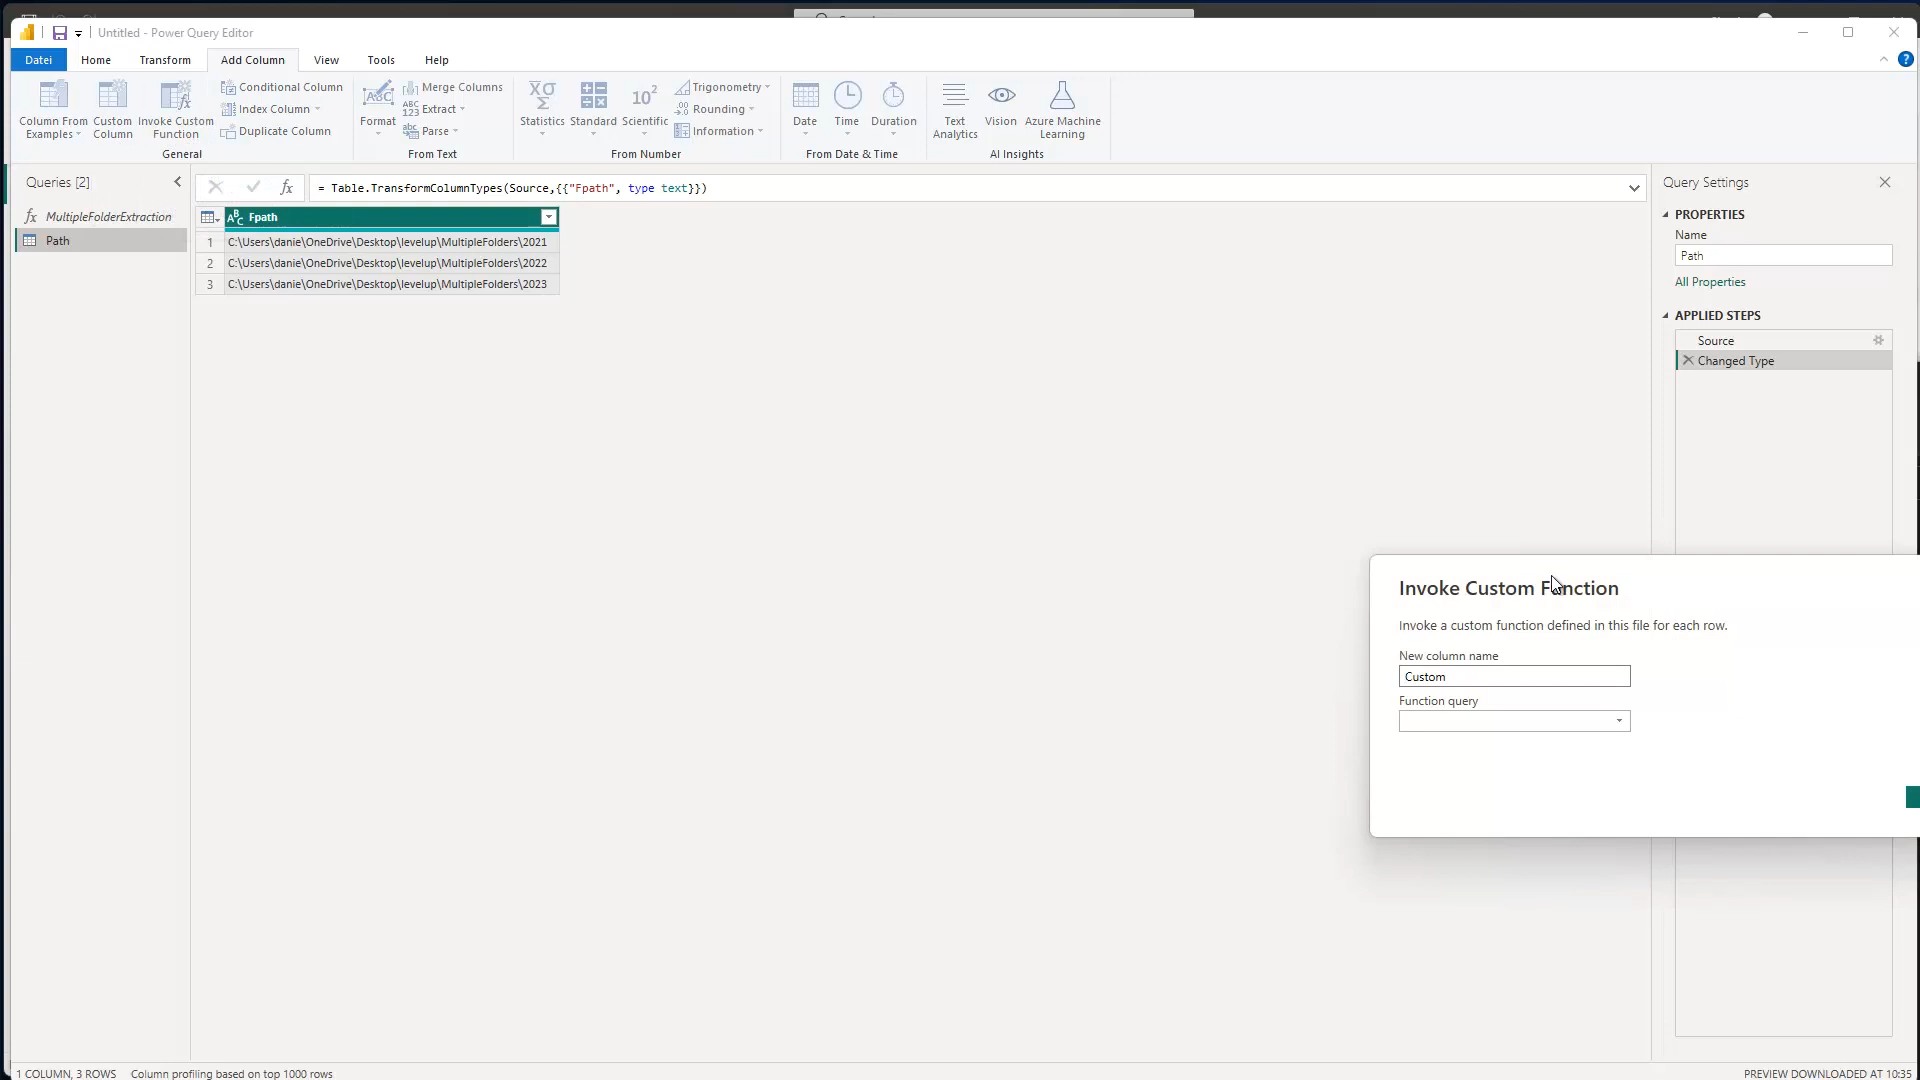 Untitled - Power Query Editor
Datei Home Transform Add Column View Tools Help
Column From Examples
Custom Column
Invoke Custom Function
Conditional Column
Index Column
Duplicate Column
General
Format
Merge Columns
Extract
Parse
From Text
Statistics
Standard
Scientific
Trigonometry
Rounding
Information
From Number
Date
Time
Duration
From Date & Time
Text Analytics
Vision
Azure Machine Learning
AI Insights
Queries [2]
MultipleFolderExtraction
Path
= Table.TransformColumnTypes(Source,{{"Fpath", type text}})
Fpath
1 C:\Users\danie\OneDrive\Desktop\levelup\MultipleFolders\2021
2 C:\Users\danie\OneDrive\Desktop\levelup\MultipleFolders\2022
3 C:\Users\danie\OneDrive\Desktop\levelup\MultipleFolders\2023
Query Settings
PROPERTIES
Name
Path
All Properties
APPLIED STEPS
Source
Changed Type
Invoke Custom Function
Invoke a custom function defined in this file for each row.
New column name
Custom
Function query
1 COLUMN, 3 ROWS Column profiling based on top 1000 rows
PREVIEW DOWNLOADED AT 10:35